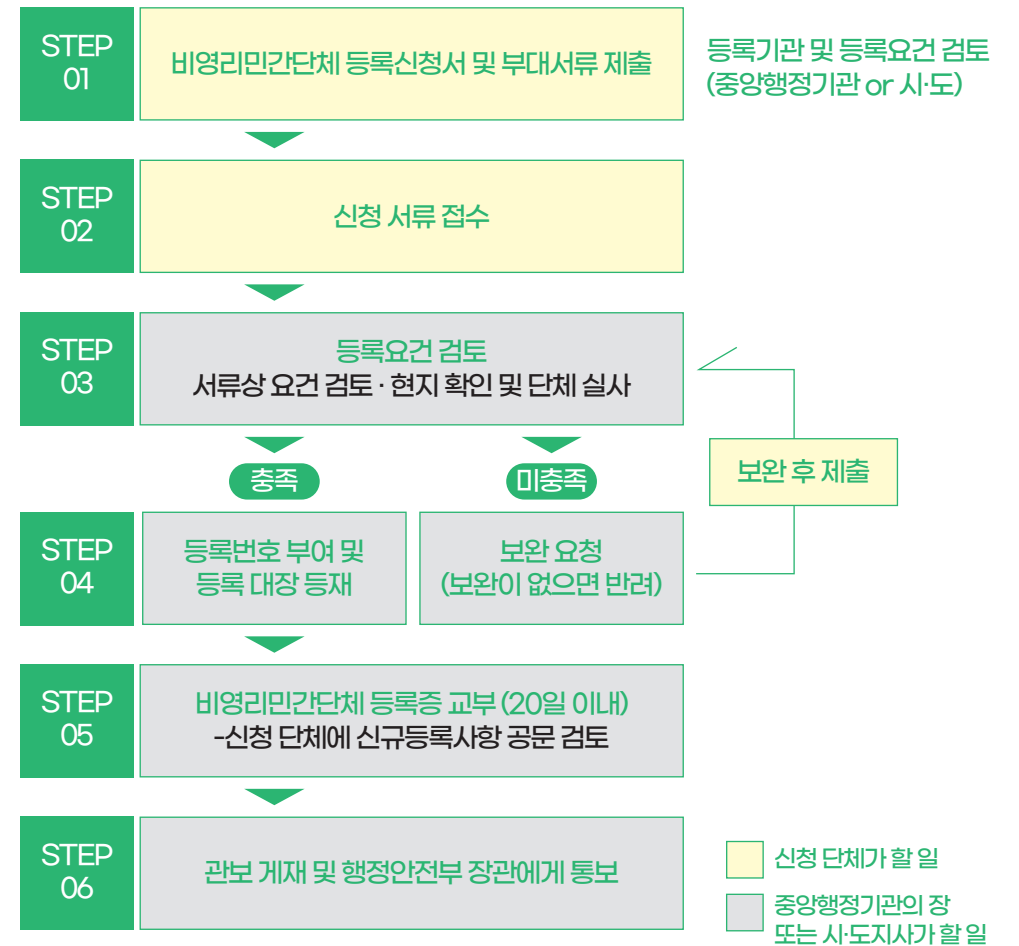 STEP
01
비영리민간단체 등록신청서 및 부대서류 제출
등록기관 및 등록요건 검토
(중앙행정기관 or 시·도)
STEP
02
신청 서류 접수
STEP
03
등록요건 검토
서류상 요건 검토 · 현지 확인 및 단체 실사
충족
미충족
보완 후 제출
STEP
04
등록번호 부여 및
등록 대장 등재
보완 요청
(보완이 없으면 반려)
STEP
05
비영리민간단체 등록증 교부 (20일 이내)
-신청 단체에 신규등록사항 공문 검토
STEP
06
관보 게재 및 행정안전부 장관에게 통보
신청 단체가 할 일
중앙행정기관의 장
또는 시·도지사가 할 일